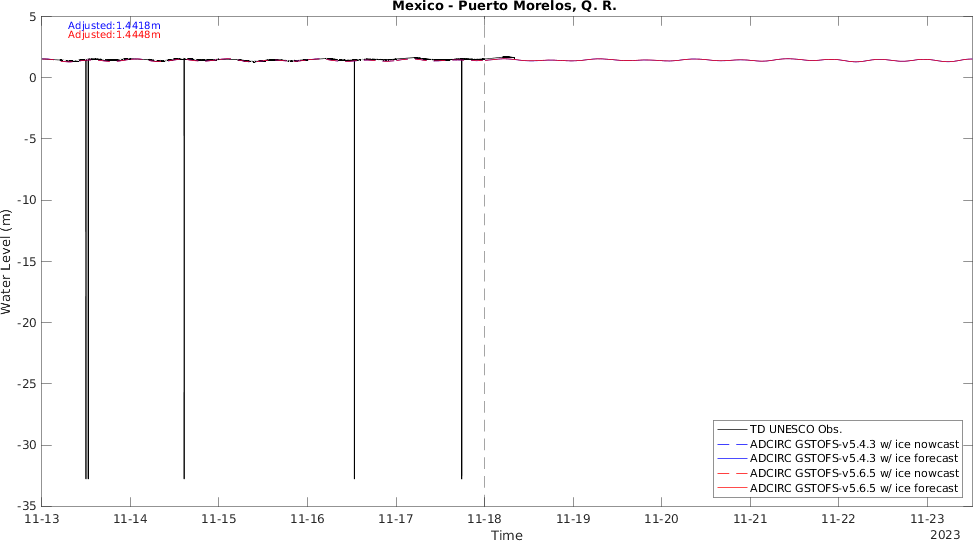 Mexico - Puerto Morelos, Q. R.
Adjusted:1.4418m
Adjusted:1.4448m
5
0
-5
-10
-15
-20
-25
-30
-35
Water Level (m)
11-13 11-14 11-15 11-16 11-17 11-18 11-19 11-20 11-21 11-22 11-23
2023
Time
TD UNESCO Obs.
ADCIRC GSTOFS-v5.4.3 w/ ice nowcast
ADCIRC GSTOFS-v5.4.3 w/ ice forecast
ADCIRC GSTOFS-v5.6.5 w/ ice nowcast
ADCIRC GSTOFS-v5.6.5 w/ ice forecast